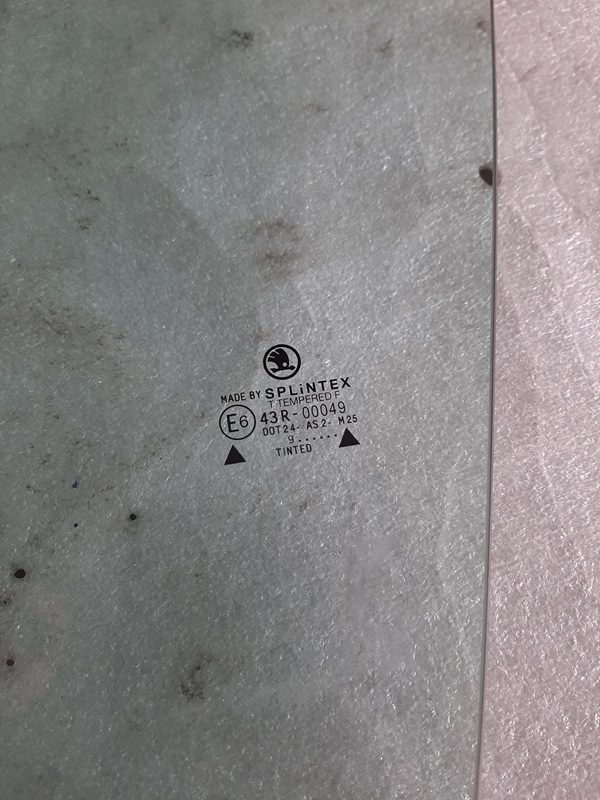 MADE BY SPLiNTEX
T TEMPERED F
E6 43R-00049
DOT24. AS2. M25
9......
TINTED